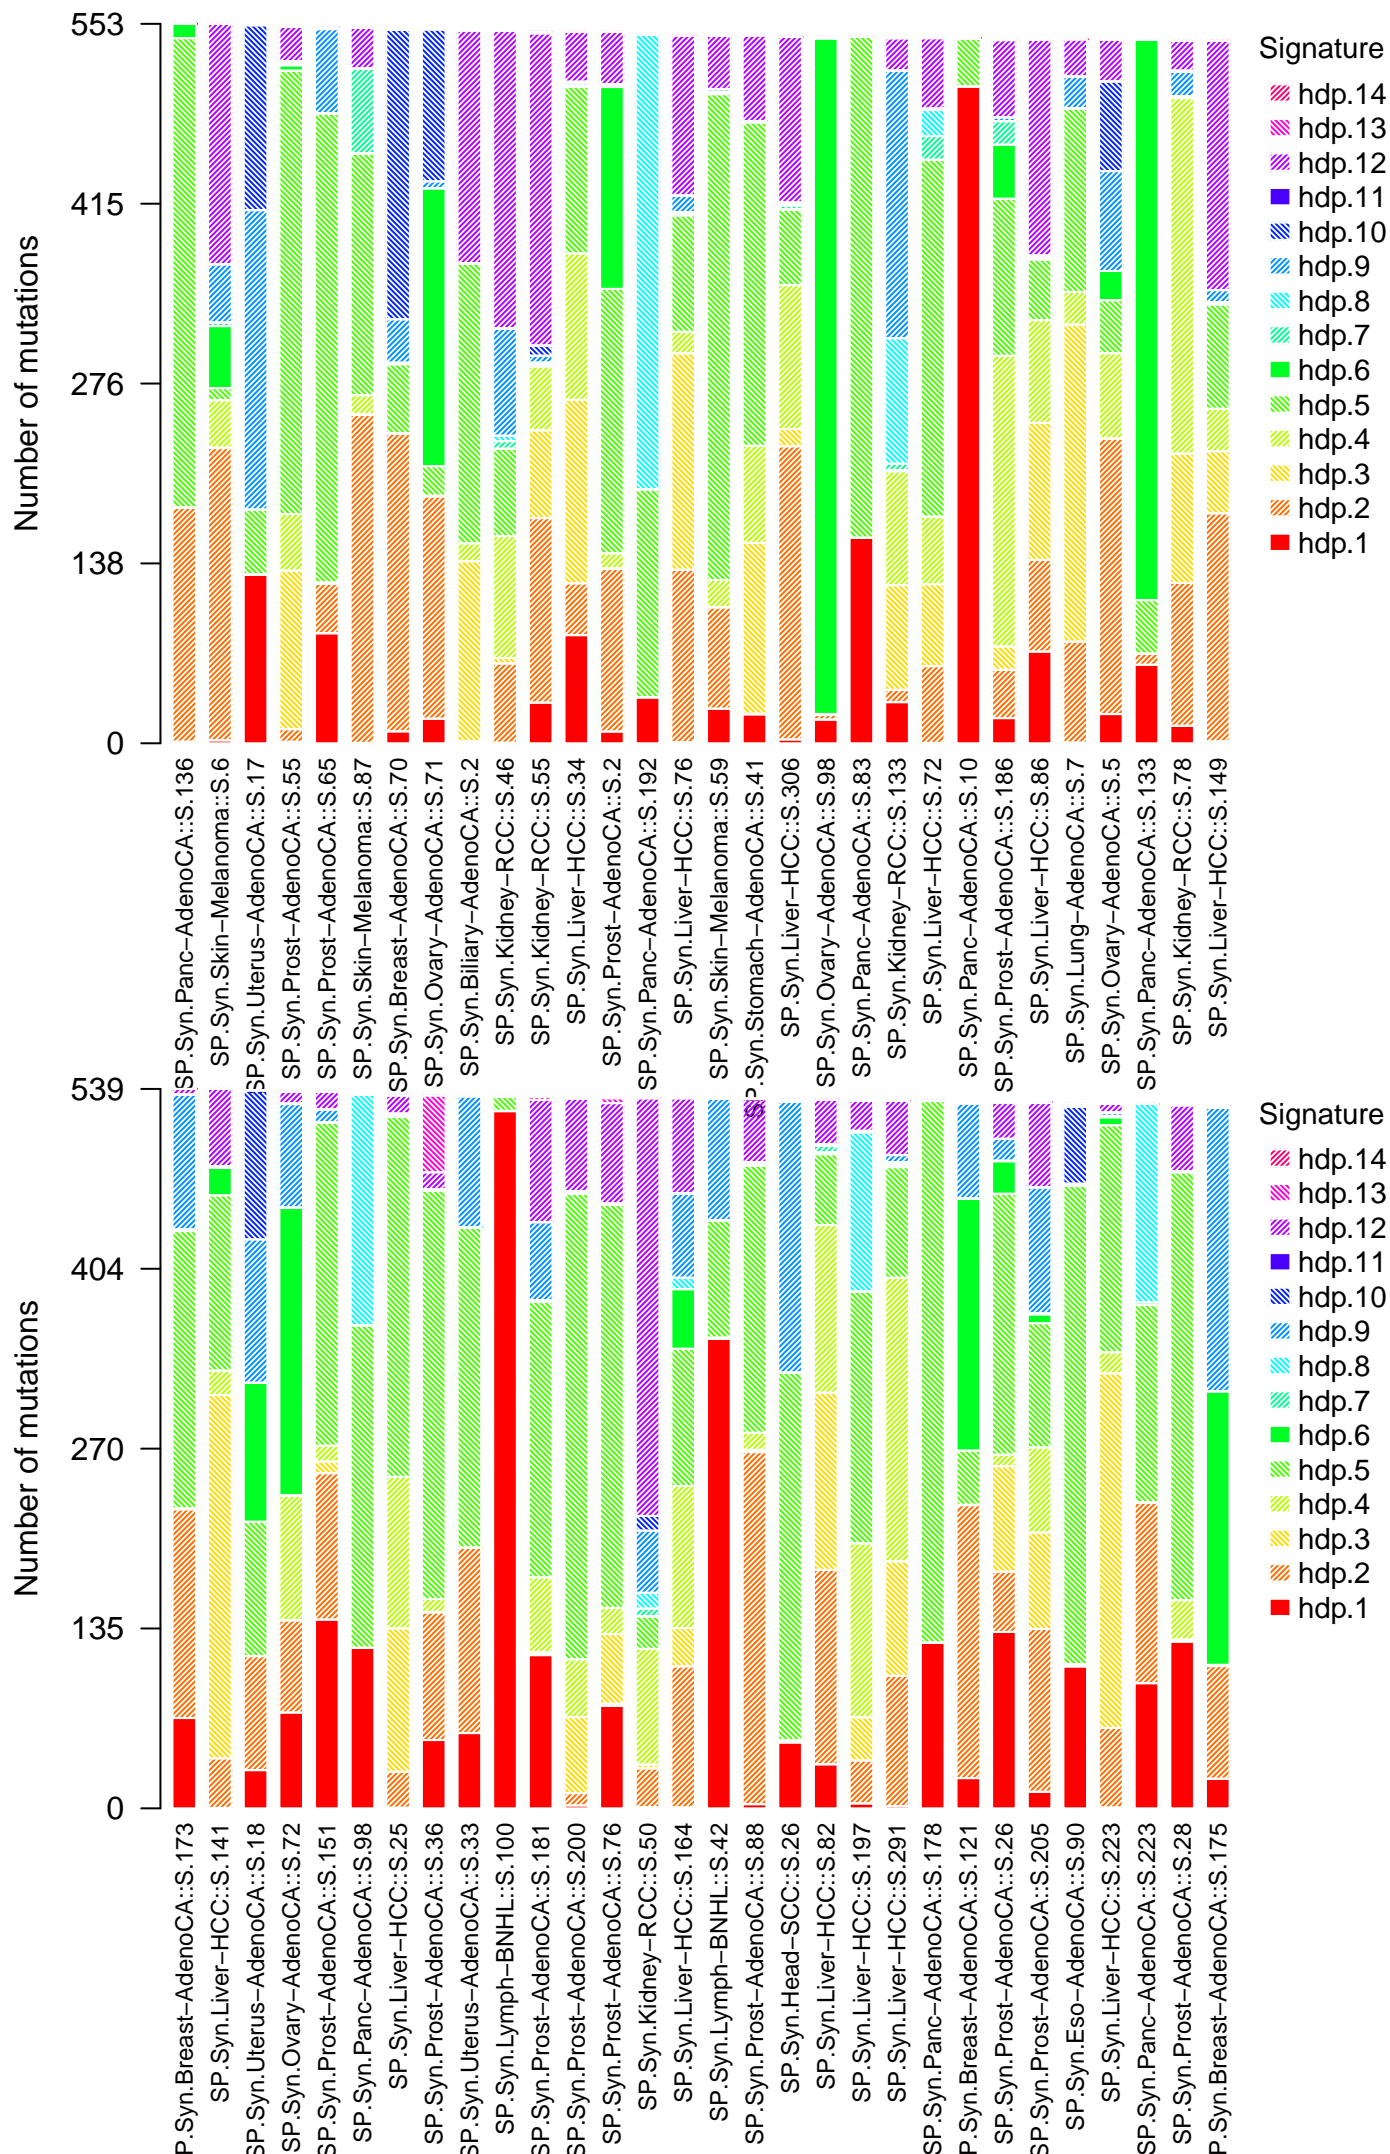 553
415
276
138
0
Number of mutations
Signature
hdp.14
hdp.13
hdp.12
hdp.11
hdp.10
hdp.9
hdp.8
hdp.7
hdp.6
hdp.5
hdp.4
hdp.3
hdp.2
hdp.1
SP.Syn.Panc−AdenoCA::S.136
SP.Syn.Skin−Melanoma::S.6
SP.Syn.Uterus−AdenoCA::S.17
SP.Syn.Prost−AdenoCA::S.55
SP.Syn.Prost−AdenoCA::S.65
SP.Syn.Skin−Melanoma::S.87
SP.Syn.Breast−AdenoCA::S.70
SP.Syn.Ovary−AdenoCA::S.71
SP.Syn.Biliary−AdenoCA::S.2
SP.Syn.Kidney−RCC::S.46
SP.Syn.Kidney−RCC::S.55
SP.Syn.Liver−HCC::S.34
SP.Syn.Prost−AdenoCA::S.2
SP.Syn.Panc−AdenoCA::S.192
SP.Syn.Liver−HCC::S.76
SP.Syn.Skin−Melanoma::S.59
SP.Syn.Stomach−AdenoCA::S.41
SP.Syn.Liver−HCC::S.306
SP.Syn.Ovary−AdenoCA::S.98
SP.Syn.Panc−AdenoCA::S.83
SP.Syn.Kidney−RCC::S.133
SP.Syn.Liver−HCC::S.72
SP.Syn.Panc−AdenoCA::S.10
SP.Syn.Prost−AdenoCA::S.186
SP.Syn.Liver−HCC::S.86
SP.Syn.Lung−AdenoCA::S.7
SP.Syn.Ovary−AdenoCA::S.5
SP.Syn.Panc−AdenoCA::S.133
SP.Syn.Kidney−RCC::S.78
SP.Syn.Liver−HCC::S.149
539
404
270
135
0
Number of mutations
Signature
hdp.14
hdp.13
hdp.12
hdp.11
hdp.10
hdp.9
hdp.8
hdp.7
hdp.6
hdp.5
hdp.4
hdp.3
hdp.2
hdp.1
P.Syn.Breast−AdenoCA::S.173
SP.Syn.Liver−HCC::S.141
SP.Syn.Uterus−AdenoCA::S.18
SP.Syn.Ovary−AdenoCA::S.72
SP.Syn.Prost−AdenoCA::S.151
SP.Syn.Panc−AdenoCA::S.98
SP.Syn.Liver−HCC::S.25
SP.Syn.Prost−AdenoCA::S.36
SP.Syn.Uterus−AdenoCA::S.33
SP.Syn.Lymph−BNHL::S.100
SP.Syn.Prost−AdenoCA::S.181
SP.Syn.Prost−AdenoCA::S.200
SP.Syn.Prost−AdenoCA::S.76
SP.Syn.Kidney−RCC::S.50
SP.Syn.Liver−HCC::S.164
SP.Syn.Lymph−BNHL::S.42
SP.Syn.Prost−AdenoCA::S.88
SP.Syn.Head−SCC::S.26
SP.Syn.Liver−HCC::S.82
SP.Syn.Liver−HCC::S.197
SP.Syn.Liver−HCC::S.291
SP.Syn.Panc−AdenoCA::S.178
SP.Syn.Breast−AdenoCA::S.121
SP.Syn.Prost−AdenoCA::S.26
SP.Syn.Prost−AdenoCA::S.205
SP.Syn.Eso−AdenoCA::S.90
SP.Syn.Liver−HCC::S.223
SP.Syn.Panc−AdenoCA::S.223
SP.Syn.Prost−AdenoCA::S.28
SP.Syn.Breast−AdenoCA::S.175